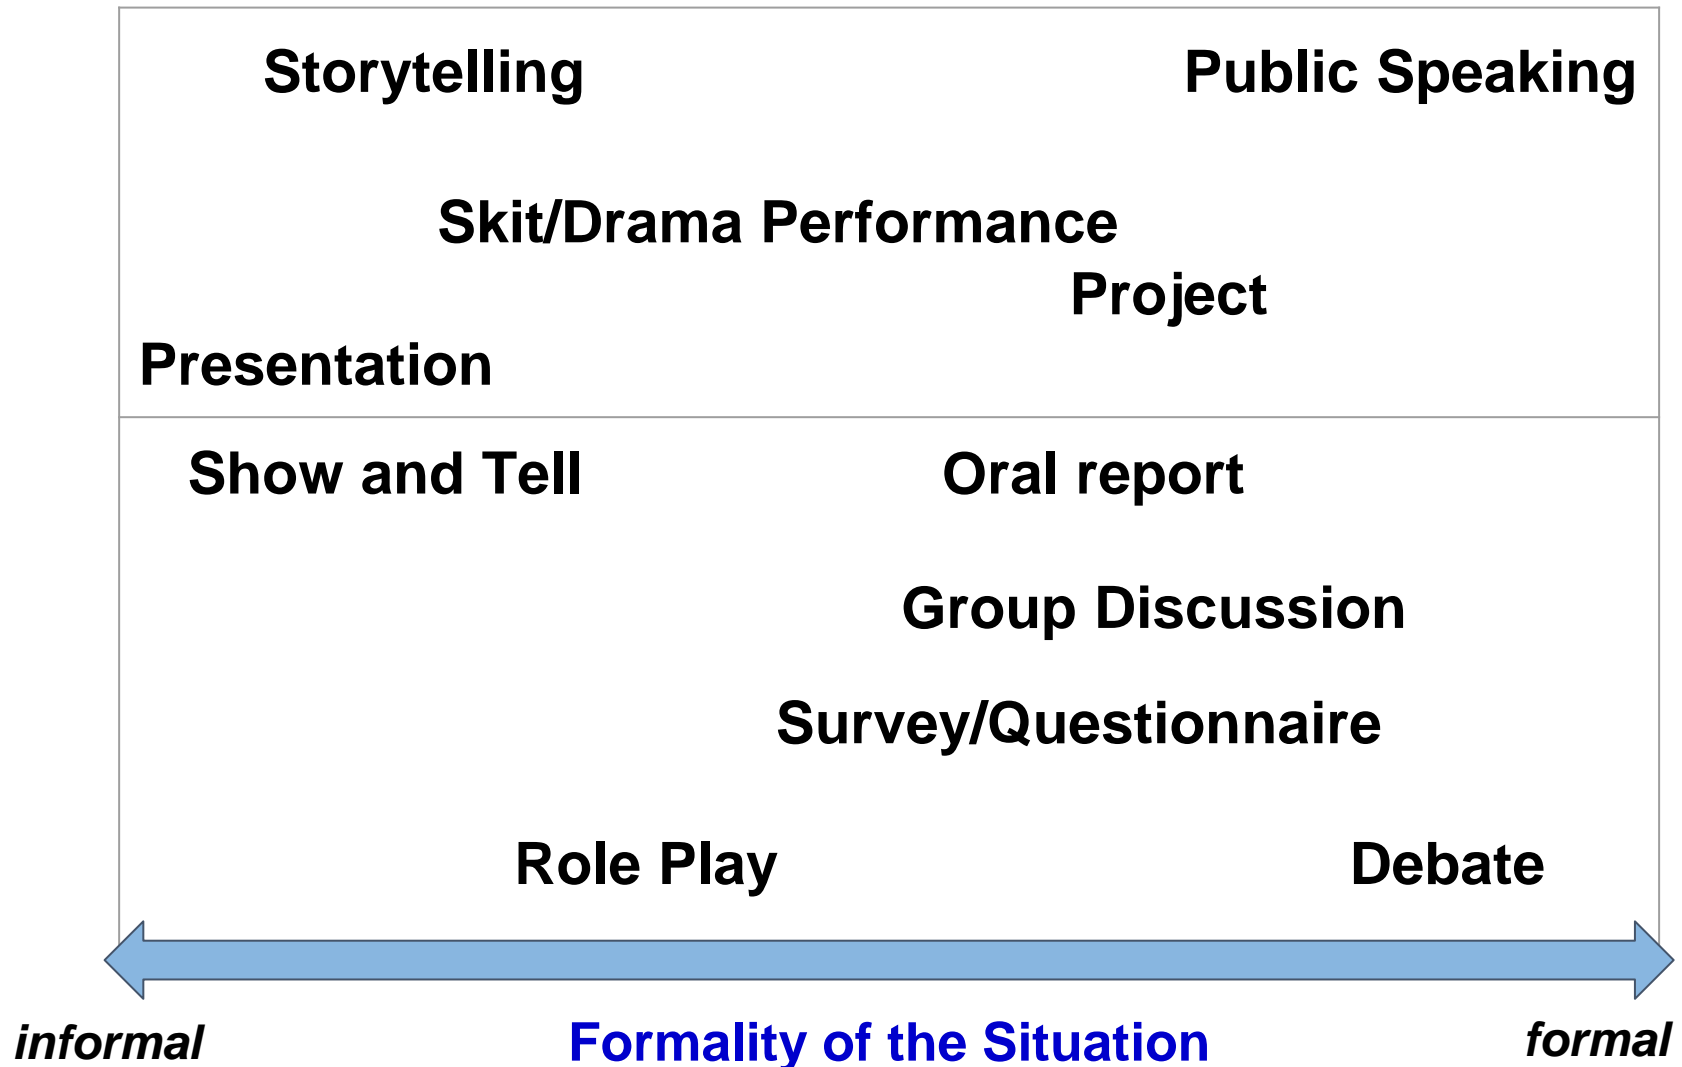 Storytelling
Public Speaking
Skit/Drama Performance
Project
Presentation
Show and Tell
Oral report
Group Discussion
Survey/Questionnaire
Role Play
Debate
informal
Formality of the Situation
formal